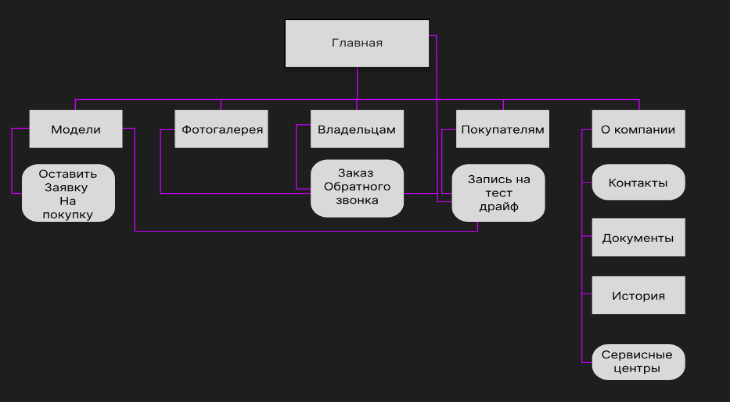 Главная
Модели
Фотогалерея
Владельцам
Покупателям
О компании
Оставить
Заявку
На
покупку
Заказ
Обратного
звонка
Запись на
тест
драйф
Контакты
Документы
История
Сервисные
центры